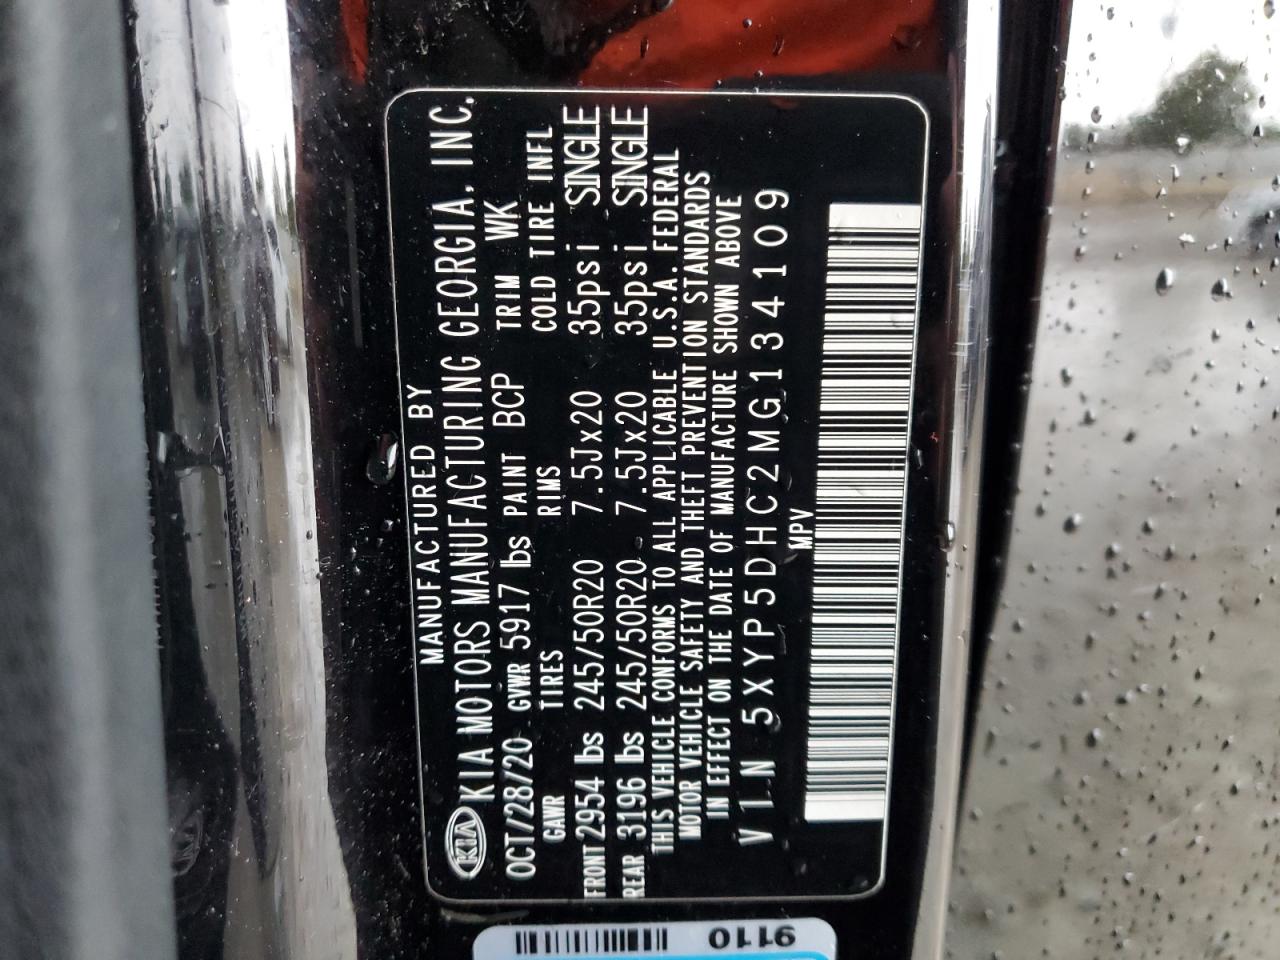 MANUFACTURED BY
KIA KIA MOTORS MANUFACTURING GEORGIA, INC.
OCT/28/20 GVWR 5917 lbs PAINT BCP TRIM WK
GAWR TIRES RIMS COLD TIRE INFL
FRONT 2954 lbs 245/50R20 7.5Jx20 35psi SINGLE
REAR 3196 lbs 245/50R20 7.5Jx20 35psi SINGLE
THIS VEHICLE CONFORMS TO ALL APPLICABLE U.S.A. FEDERAL
MOTOR VEHICLE SAFETY AND THEFT PREVENTION STANDARDS
IN EFFECT ON THE DATE OF MANUFACTURE SHOWN ABOVE
VIN 5XYP5DHC2MG134109
MPV
9110